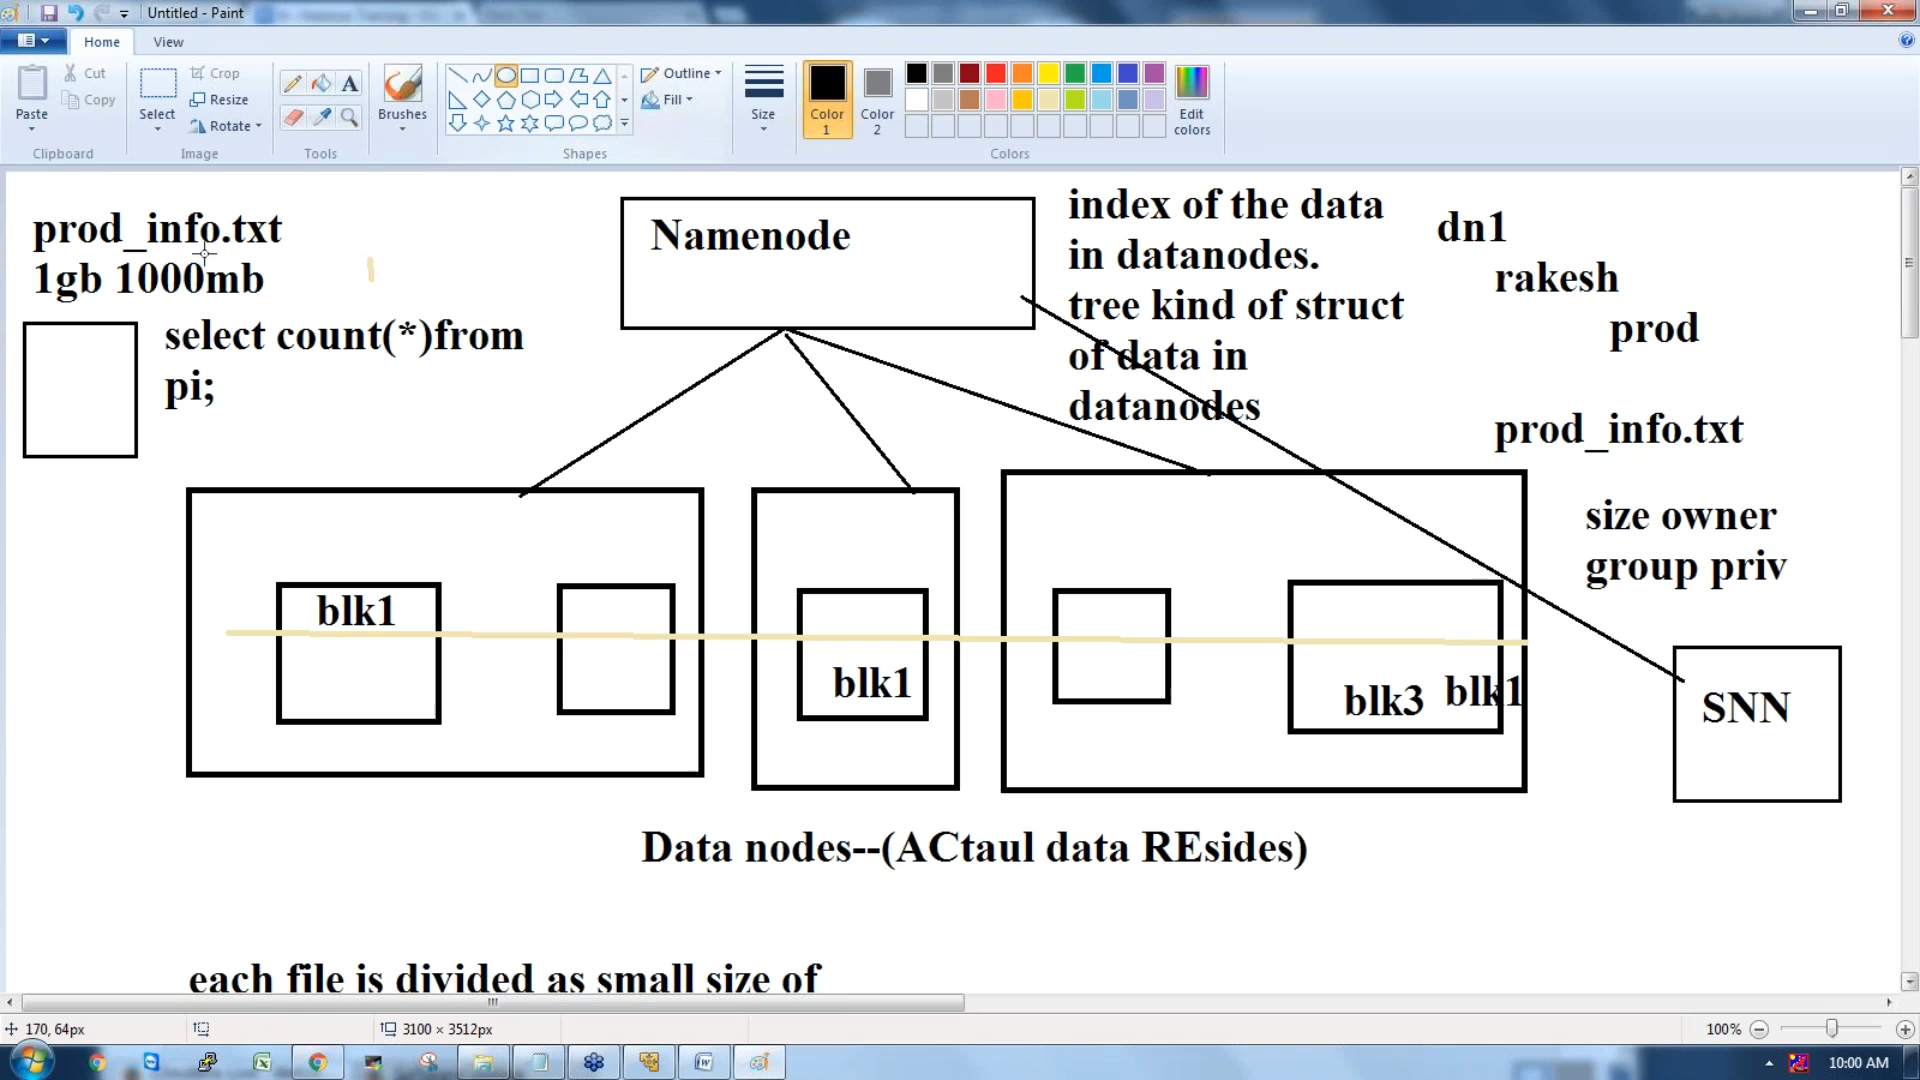 Untitled - Paint
Home
View
Paste
Cut
Copy
Clipboard
Select
Crop
Resize
Rotate
Image
Tools
Brushes
Outline
Fill
Shapes
Size
Color 1
Color 2
Edit colors
Colors
prod_info.txt
1gb 1000mb
select count(*)from
pi;
Namenode
index of the data
in datanodes.
tree kind of struct
of data in
datanodes
dn1
rakesh
prod
prod_info.txt
size owner
group priv
blk1
blk1
blk3 blk1
SNN
Data nodes--(ACtaul data REsides)
each file is divided as small size of
170, 64px
3100 × 3512px
100%
10:00 AM